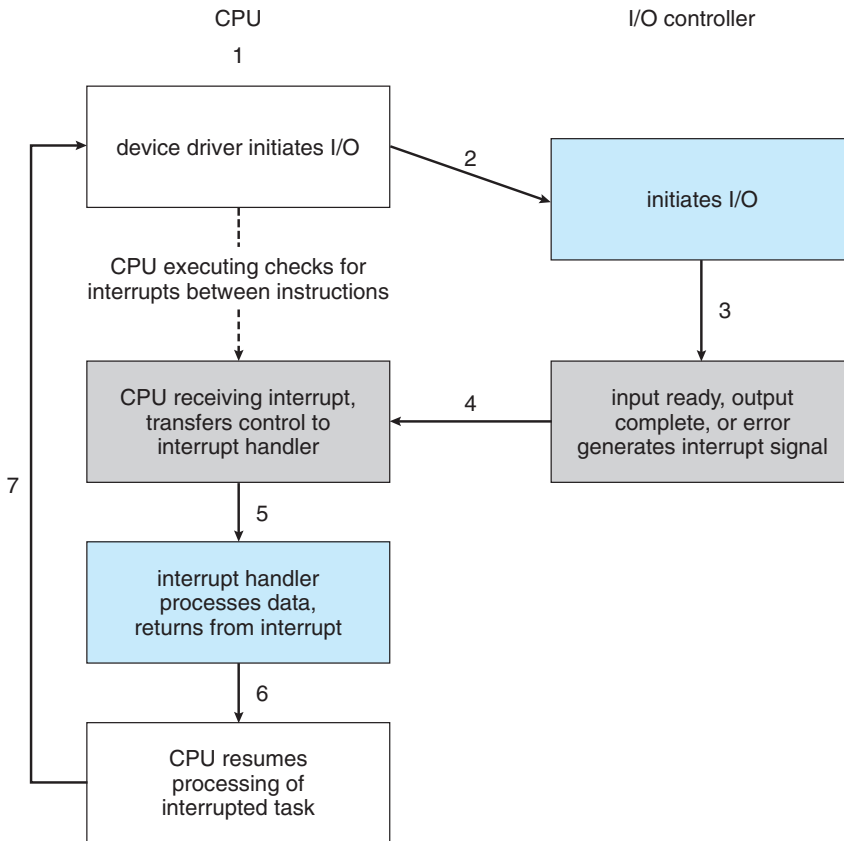 CPU
I/O controller
1
device driver initiates I/O
2
initiates I/O
CPU executing checks for
interrupts between instructions
3
CPU receiving interrupt,
transfers control to
interrupt handler
4
input ready, output
complete, or error
generates interrupt signal
7
5
interrupt handler
processes data,
returns from interrupt
6
CPU resumes
processing of
interrupted task